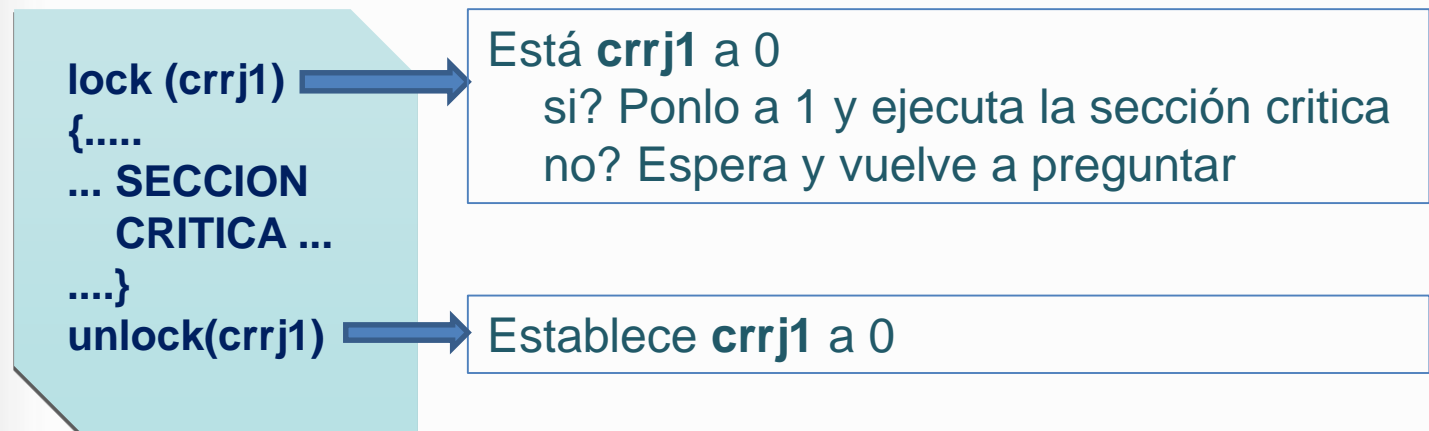 lock (crrj1)
{.....
... SECCION
CRITICA ...
....}
unlock(crrj1)
Está crrj1 a 0
si? Ponlo a 1 y ejecuta la sección critica
no? Espera y vuelve a preguntar
Establece crrj1 a 0